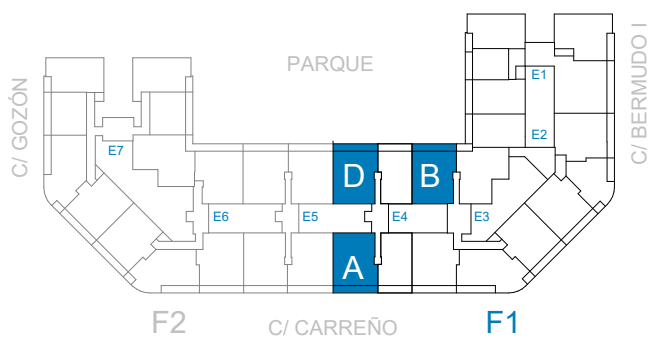 PARQUE
C/ GOZÓN
C/ BERMUDO I
E1
E2
E7
D
B
E6
E5
E4
E3
A
F2
C/ CARREÑO
F1